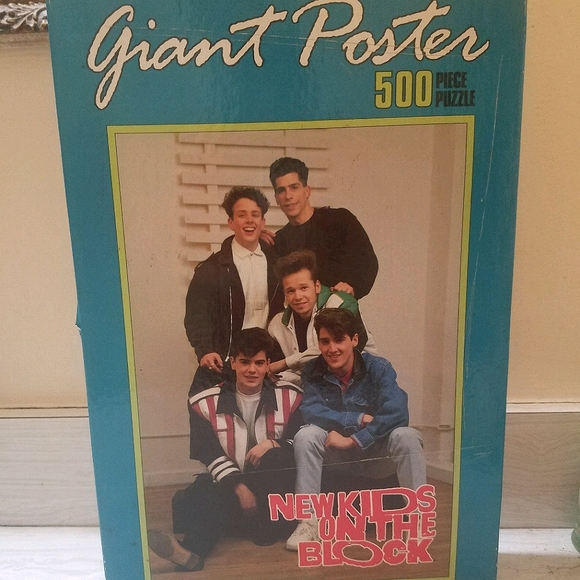 Giant Poster
500 PIECE
PUZZLE
NEW KIDS
ON THE
BLOCK